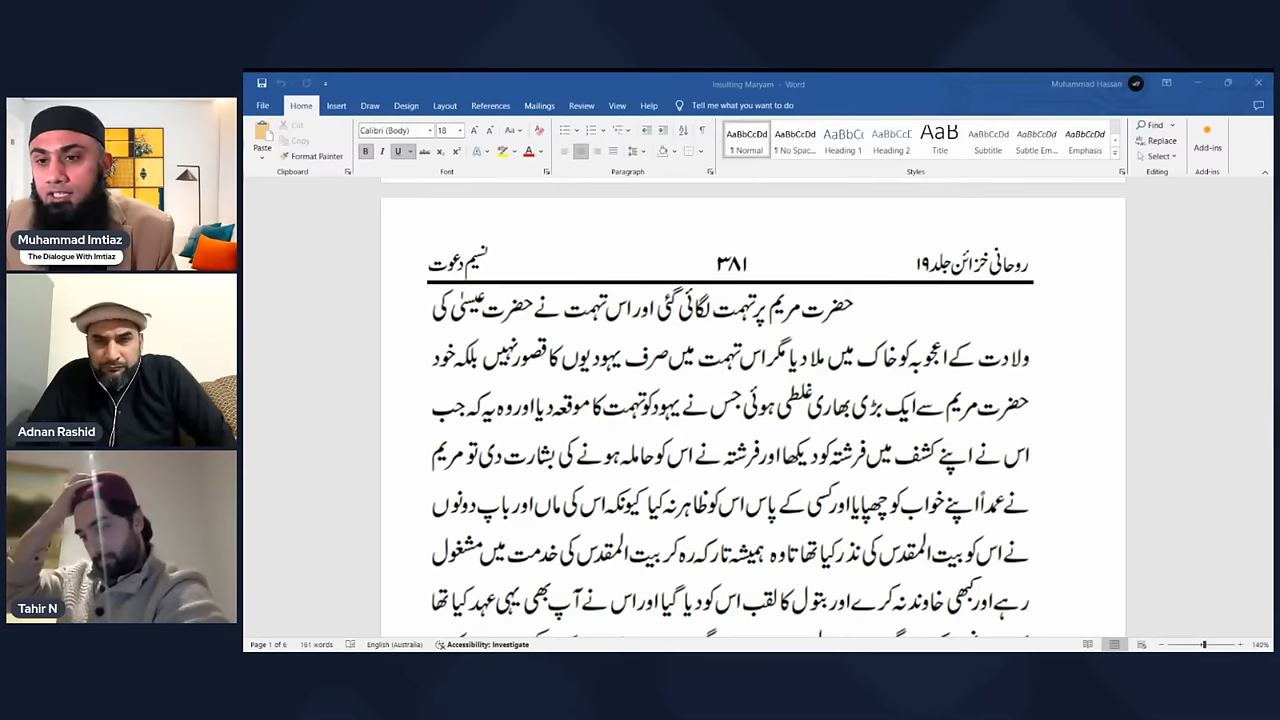 Insulting Maryam - Word
Muhammad Hassan
File Home Insert Draw Design Layout References Mailings Review View Help Tell me what you want to do
Paste
Cut
Copy
Format Painter
Clipboard
Calibri (Body) 18
B I U abc X₂ X²
Font
Paragraph
AaBbCcDd AaBbCcDd AaBbCc AaBbCcE AaB AaBbCcDd AaBbCcDd AaBbCcDd
¶ Normal ¶ No Spac... Heading 1 Heading 2 Title Subtitle Subtle Em... Emphasis
Styles
Find
Replace
Select
Editing
Add-ins
Add-ins
Muhammad Imtiaz
The Dialogue With Imtiaz
Adnan Rashid
Tahir N
روحانی خزائن جلد ۱۹ ۳۸۱ نسیم دعوت
حضرت مریم پر تہمت لگائی گئی اور اس تہمت نے حضرت عیسیٰ کی
ولادت کے اعجوبہ کو خاک میں ملا دیا مگر اس تہمت میں صرف یہودیوں کا قصور نہیں بلکہ خود
حضرت مریم سے ایک بڑی بھاری غلطی ہوئی جس نے یہود کو تہمت کا موقعہ دیا اور وہ یہ کہ جب
اس نے اپنے کشف میں فرشتہ کو دیکھا اور فرشتہ نے اس کو حاملہ ہونے کی بشارت دی تو مریم
نے عمداً اپنے خواب کو چھپایا اور کسی کے پاس اس کو ظاہر نہ کیا کیونکہ اس کی ماں اور باپ دونوں
نے اس کو بیت المقدس کی نذر کیا تھا تا وہ ہمیشہ تارکہ رہ کر بیت المقدس کی خدمت میں مشغول
رہے اور کبھی خاوند نہ کرے اور بتول کا لقب اس کو دیا گیا اور اس نے آپ بھی یہی عہد کیا تھا
Page 1 of 6 161 words English (Australia) Accessibility: Investigate 140%